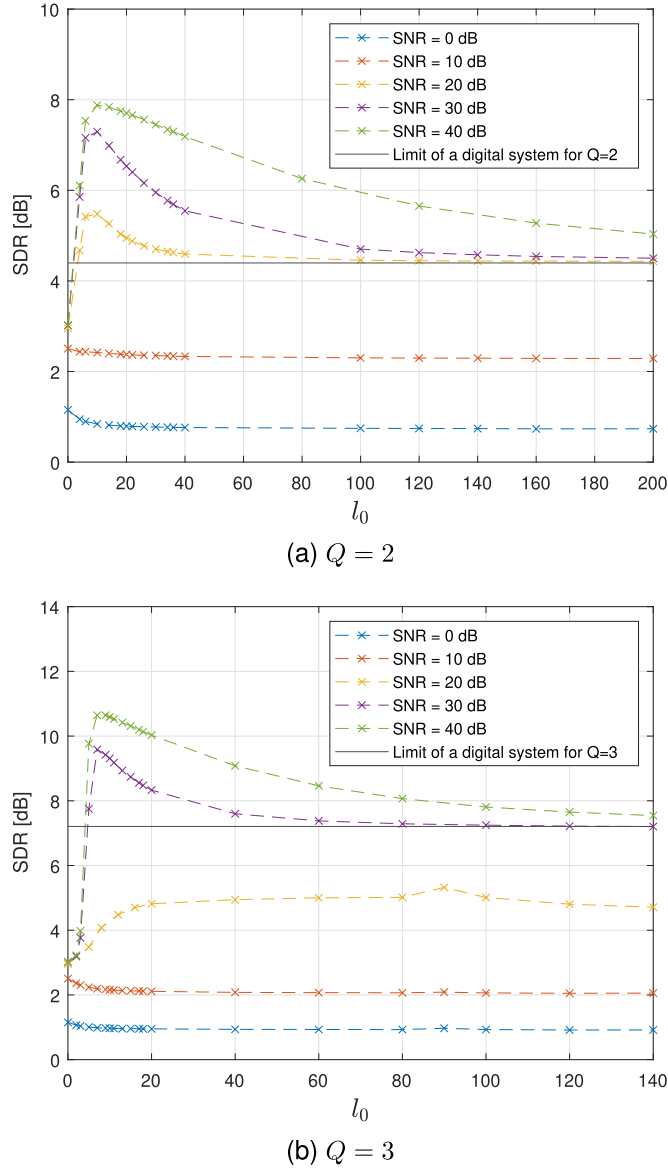 10
8
6
4
2
0
SDR [dB]
SNR = 0 dB
SNR = 10 dB
SNR = 20 dB
SNR = 30 dB
SNR = 40 dB
Limit of a digital system for Q=2
0 20 40 60 80 100 120 140 160 180 200
l₀
(a) Q = 2
14
12
10
8
6
4
2
0
SDR [dB]
SNR = 0 dB
SNR = 10 dB
SNR = 20 dB
SNR = 30 dB
SNR = 40 dB
Limit of a digital system for Q=3
0 20 40 60 80 100 120 140
l₀
(b) Q = 3